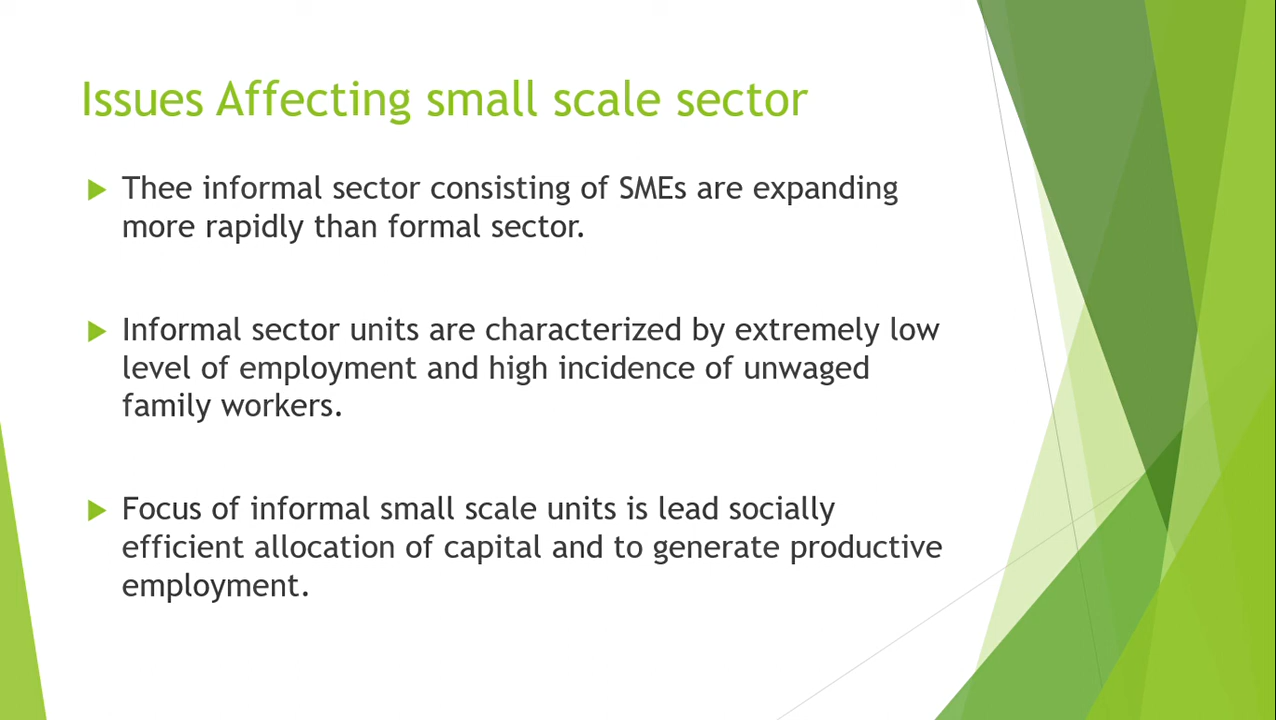 Issues Affecting small scale sector
Thee informal sector consisting of SMEs are expanding
more rapidly than formal sector.
Informal sector units are characterized by extremely low
level of employment and high incidence of unwaged
family workers.
Focus of informal small scale units is lead socially
efficient allocation of capital and to generate productive
employment.